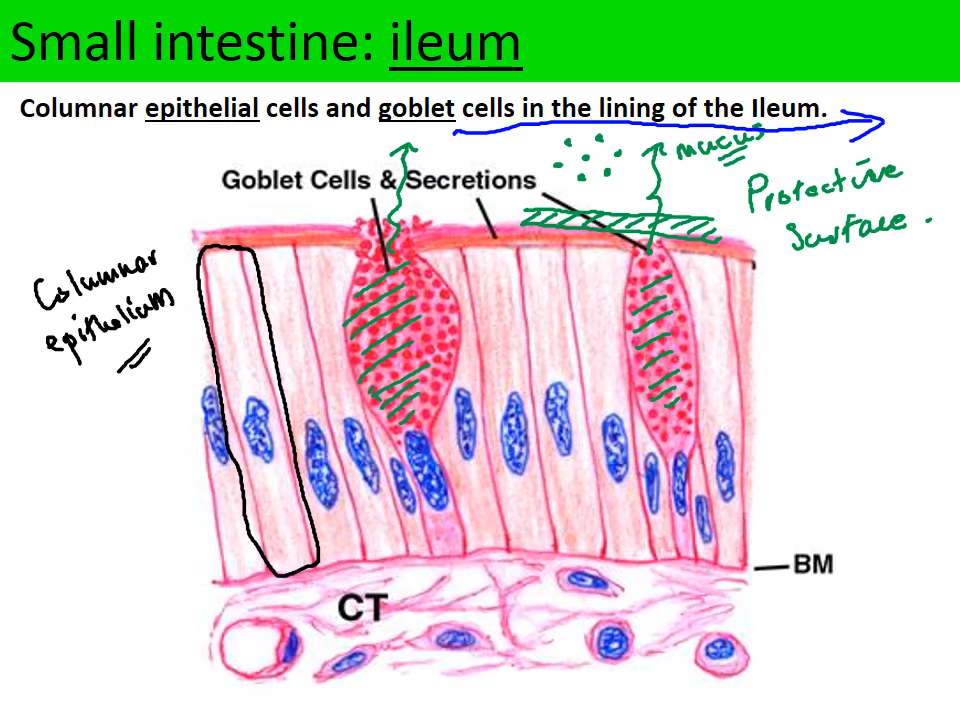 Small intestine: ileum
Columnar epithelial cells and goblet cells in the lining of the Ileum.
mucus
Goblet Cells & Secretions
Protective
surface.
Columnar
epithelium
BM
CT